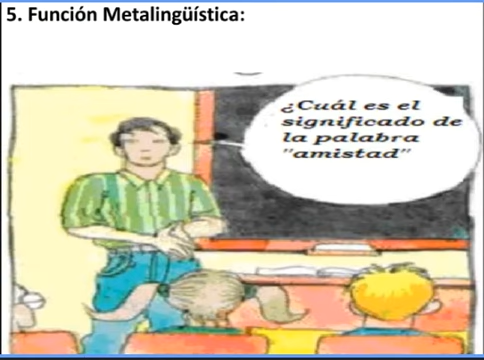 5. Función Metalingüística:
¿Cuál es el
significado de
la palabra
"amistad"